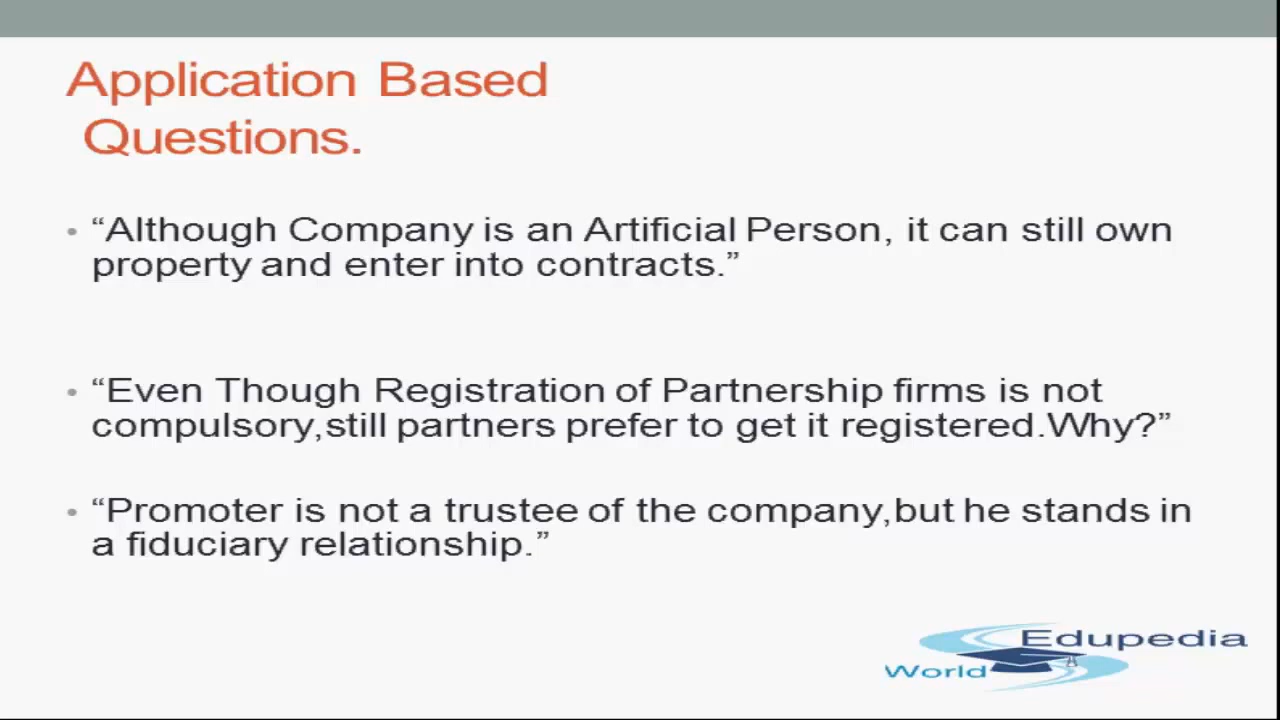 Application Based
Questions.
• “Although Company is an Artificial Person, it can still own
property and enter into contracts.”
• “Even Though Registration of Partnership firms is not
compulsory,still partners prefer to get it registered.Why?”
• “Promoter is not a trustee of the company,but he stands in
a fiduciary relationship.”
Edupedia
World